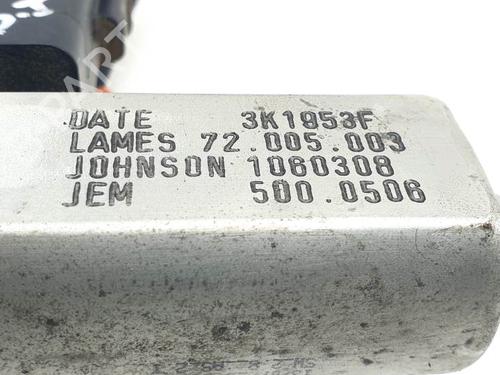 DATE 3K1953F
LAMES 72.005.003
JOHNSON 1060308
JEM 500.0506